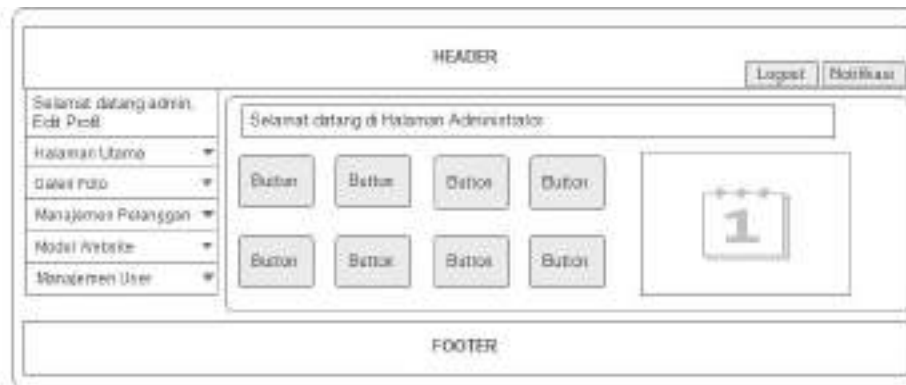 HEADER
Logout Notifikasi
Selamat datang admin,
Edit Profil
Halaman Utama
Galeri Foto
Manajemen Pelanggan
Modul Website
Manajemen User
Selamat datang di Halaman Administrator
Button Button Button Button
1
Button Button Button Button
FOOTER